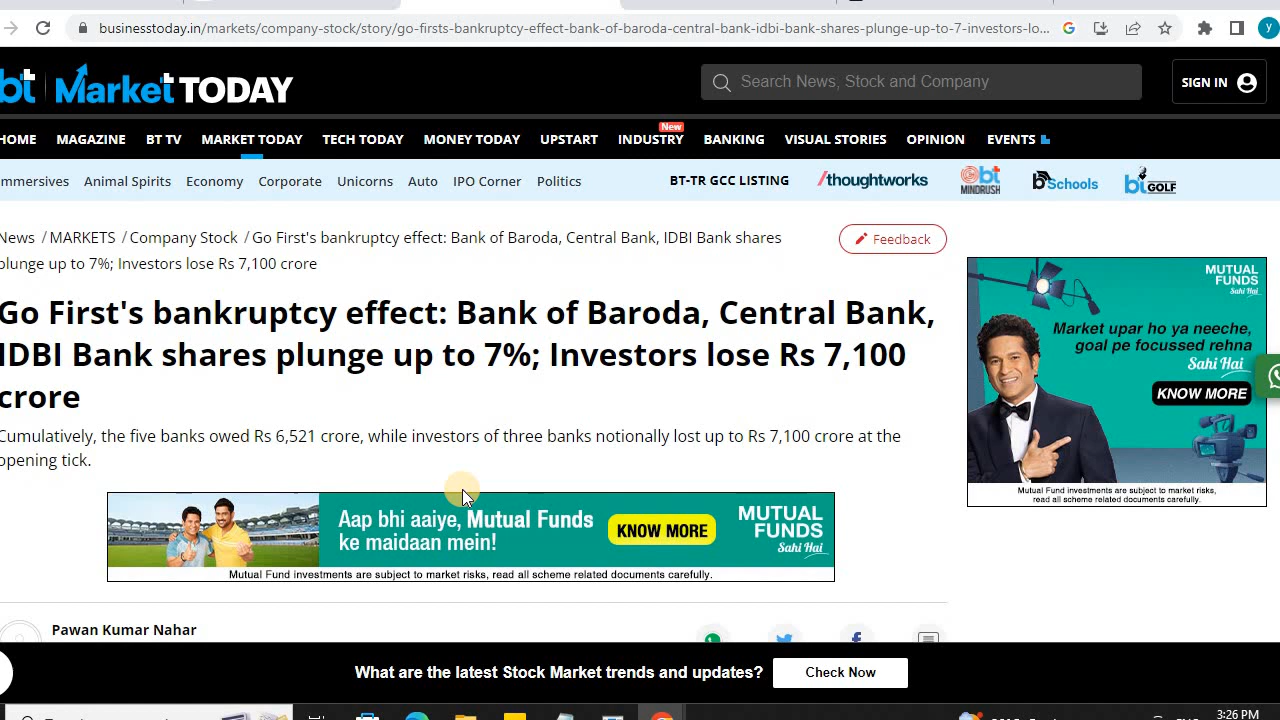 businesstoday.in/markets/company-stock/story/go-firsts-bankruptcy-effect-bank-of-baroda-central-bank-idbi-bank-shares-plunge-up-to-7-investors-lo...
y
bt Market TODAY
Search News, Stock and Company
SIGN IN
HOME MAGAZINE BT TV MARKET TODAY TECH TODAY MONEY TODAY UPSTART INDUSTRY New BANKING VISUAL STORIES OPINION EVENTS
mmersives Animal Spirits Economy Corporate Unicorns Auto IPO Corner Politics BT-TR GCC LISTING /thoughtworks bt MINDRUSH bSchools bt GOLF
News / MARKETS / Company Stock / Go First's bankruptcy effect: Bank of Baroda, Central Bank, IDBI Bank shares
plunge up to 7%; Investors lose Rs 7,100 crore
Feedback
Go First's bankruptcy effect: Bank of Baroda, Central Bank,
IDBI Bank shares plunge up to 7%; Investors lose Rs 7,100
crore
Cumulatively, the five banks owed Rs 6,521 crore, while investors of three banks notionally lost up to Rs 7,100 crore at the
opening tick.
MUTUAL
FUNDS
Sahi Hai
Market upar ho ya neeche,
goal pe focussed rehna
Sahi Hai
KNOW MORE
Mutual Fund investments are subject to market risks,
read all scheme related documents carefully.
Aap bhi aaiye, Mutual Funds
ke maidaan mein!
KNOW MORE
MUTUAL
FUNDS
Sahi Hai
Mutual Fund investments are subject to market risks, read all scheme related documents carefully.
Pawan Kumar Nahar
What are the latest Stock Market trends and updates?
Check Now
3:26 PM